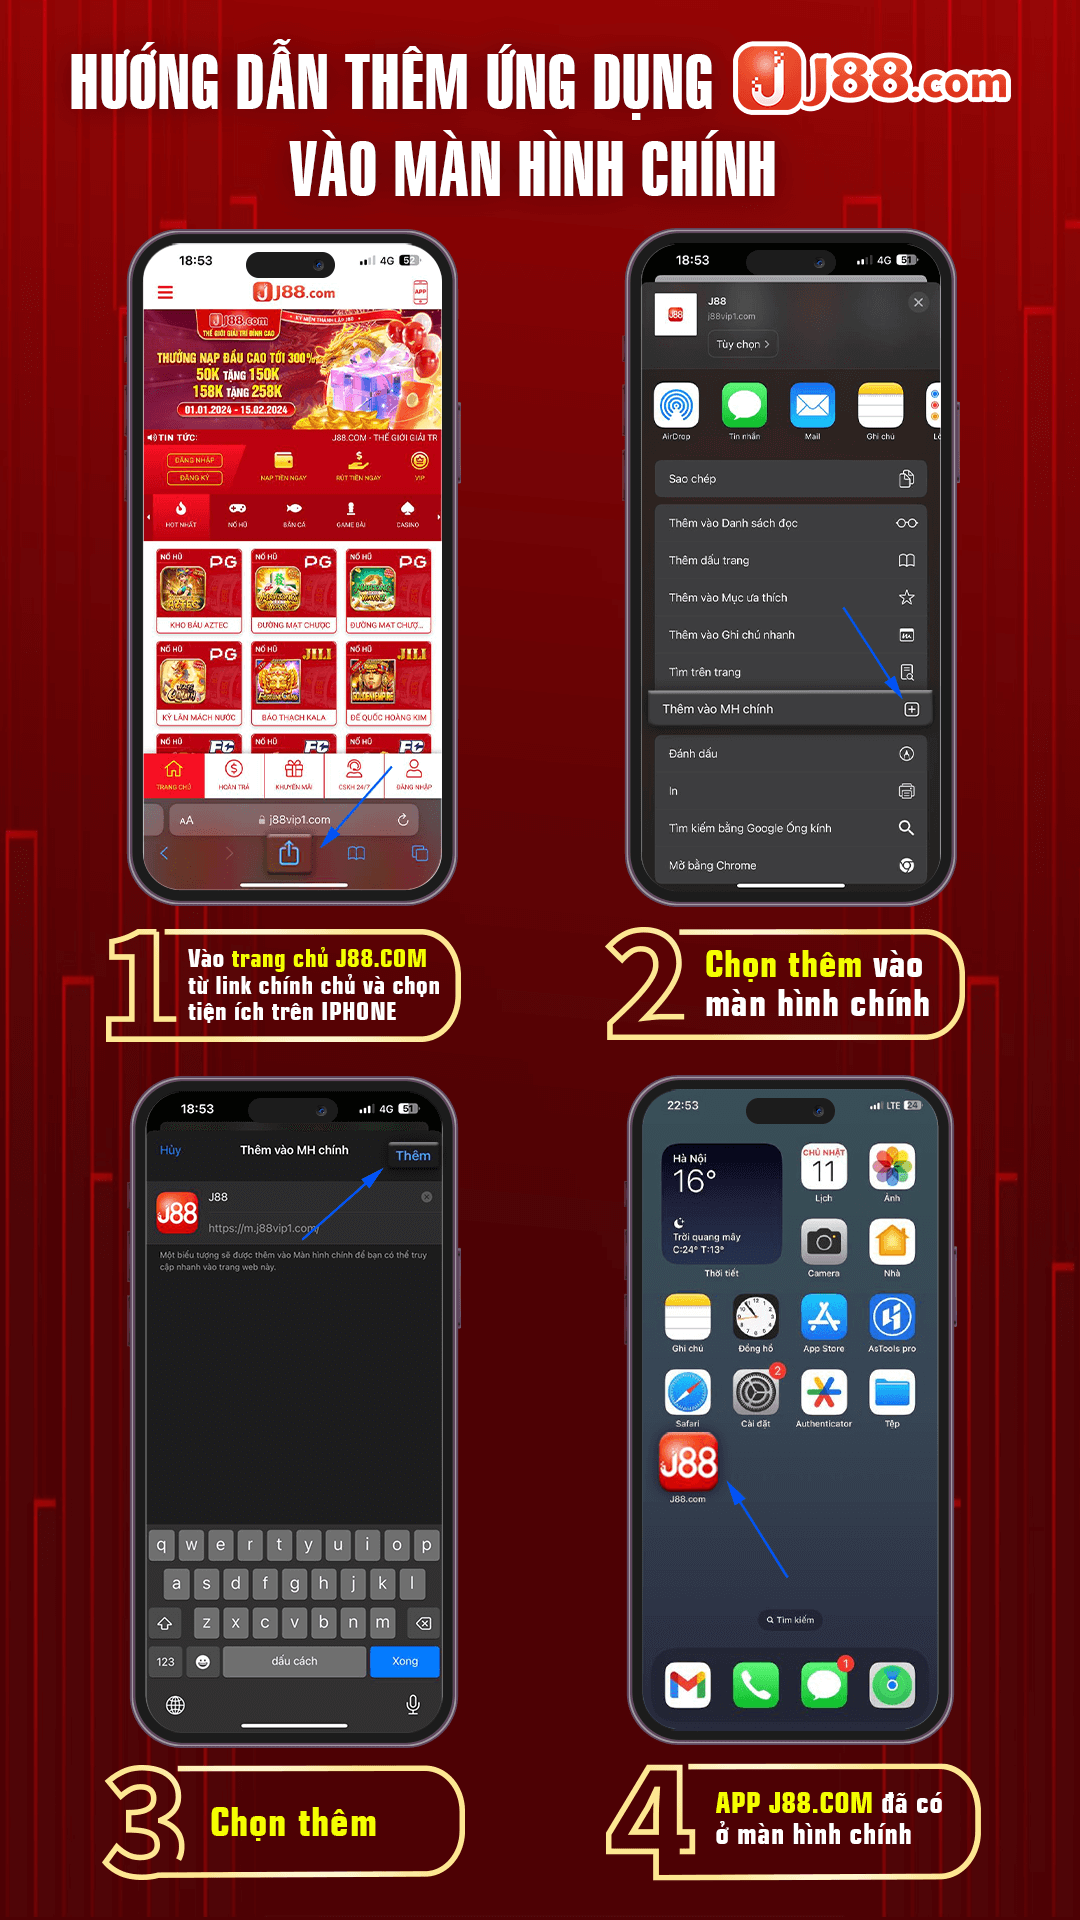 HƯỚNG DẪN THÊM ỨNG DỤNG J J88.com
VÀO MÀN HÌNH CHÍNH
18:53
4G 52
J J88.com
APP
KỶ NIỆM THÀNH LẬP J88
J J88.com
THẾ GIỚI GIẢI TRÍ ĐỈNH CAO
THƯỞNG NẠP ĐẦU CAO TỚI 300%
50K TẶNG 150K
158K TẶNG 258K
01.01.2024 - 15.02.2024
TIN TỨC:
J88.COM - THẾ GIỚI GIẢI TR
ĐĂNG NHẬP
ĐĂNG KÝ
NẠP TIỀN NGAY
RÚT TIỀN NGAY
VIP
HOT NHẤT
NỔ HŨ
BẮN CÁ
GAME BÀI
CASINO
NỔ HŨ PG
NỔ HŨ PG
NỔ HŨ PG
KHO BÁU AZTEC
ĐƯỜNG MẠT CHƯỢC
ĐƯỜNG MẠT CHƯỢ...
NỔ HŨ PG
NỔ HŨ JILI
NỔ HŨ JILI
KỲ LÂN MÁCH NƯỚC
BẢO THẠCH KALA
ĐẾ QUỐC HOÀNG KIM
NỔ HŨ FC
NỔ HŨ FC
NỔ HŨ FC
TRANG CHỦ
HOÀN TRẢ
KHUYẾN MÃI
CSKH 24/7
ĐĂNG NHẬP
AA
j88vip1.com
18:53
4G 51
J88
J88
j88vip1.com
Tùy chọn >
AirDrop
Tin nhắn
Mail
Ghi chú
Lờ
Sao chép
Thêm vào Danh sách đọc
Thêm dấu trang
Thêm vào Mục ưa thích
Thêm vào Ghi chú nhanh
Tìm trên trang
Thêm vào MH chính
Đánh dấu
In
Tìm kiếm bằng Google Ống kính
Mở bằng Chrome
1
Vào trang chủ J88.COM
từ link chính chủ và chọn
tiện ích trên IPHONE
2
Chọn thêm vào
màn hình chính
18:53
4G 51
Hủy
Thêm vào MH chính
Thêm
J88
J88
https://m.j88vip1.com/
Một biểu tượng sẽ được thêm vào Màn hình chính để bạn có thể truy
cập nhanh vào trang web này.
q w e r t y u i o p
a s d f g h j k l
z x c v b n m
123
dấu cách
Xong
22:53
LTE 24
Hà Nội
16°
Trời quang mây
C:24° T:13°
Thời tiết
CHỦ NHẬT
11
Lịch
Ảnh
Camera
Nhà
Ghi chú
Đồng hồ
App Store
AsTools pro
2
Safari
Cài đặt
Authenticator
Tệp
J88
J88.com
Tìm kiếm
1
3
Chọn thêm
4
APP J88.COM đã có
ở màn hình chính